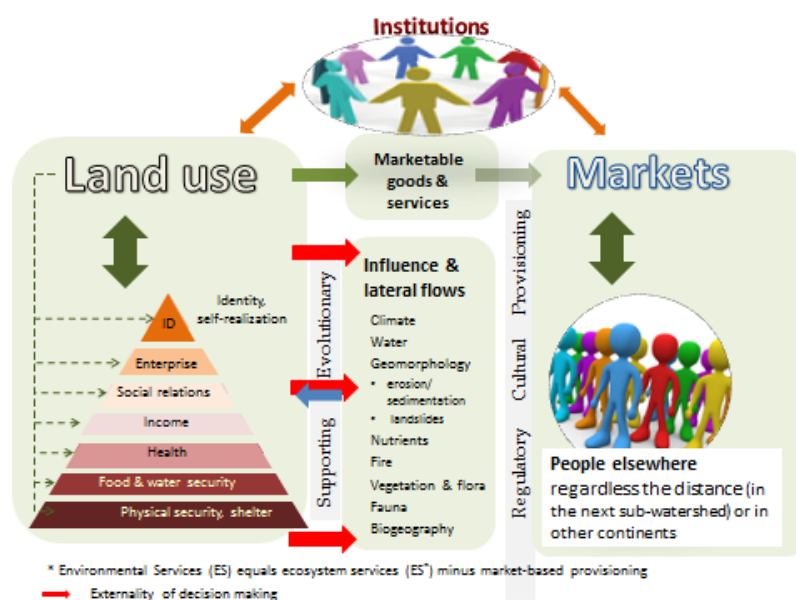 Institutions
Land use
Marketable
goods &
services
Markets
Influence &
lateral flows
Climate
Water
Geomorphology
• erosion/
sedimentation
• landslides
Nutrients
Fire
Vegetation & flora
Fauna
Biogeography
Evolutionary
Supporting
Provisioning
Cultural
Regulatory
Identity,
self-realization
ID
Enterprise
Social relations
Income
Health
Food & water security
Physical security, shelter
People elsewhere
regardless the distance (in
the next sub-watershed) or in
other continents
* Environmental Services (ES) equals ecosystem services (ES*) minus market-based provisioning
Externality of decision making